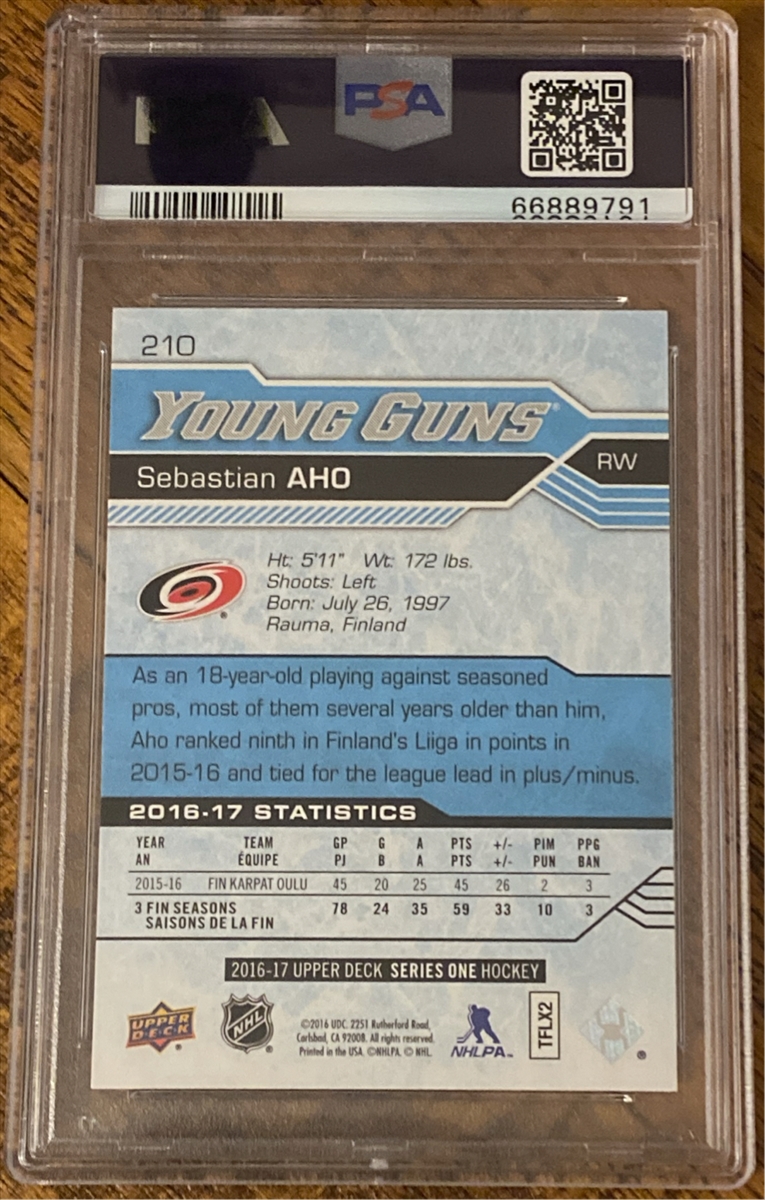 PSA
66889791
210
YOUNG GUNS®
Sebastian AHO
RW
Ht: 5'11" Wt: 172 lbs.
Shoots: Left
Born: July 26, 1997
Rauma, Finland
As an 18-year-old playing against seasoned
pros, most of them several years older than him,
Aho ranked ninth in Finland's Liiga in points in
2015-16 and tied for the league lead in plus/minus.
2016-17 STATISTICS
YEAR TEAM GP G A PTS +/- PIM PPG
AN ÉQUIPE PJ B A PTS +/- PUN BAN
2015-16 FIN KARPAT OULU 45 20 25 45 26 2 3
3 FIN SEASONS 78 24 35 59 33 10 3
SAISONS DE LA FIN
2016-17 UPPER DECK SERIES ONE HOCKEY
UPPER DECK
NHL
©2016 UDC. 2251 Rutherford Road,
Carlsbad, CA 92008. All rights reserved.
Printed in the USA. ©NHLPA. © NHL.
NHLPA™
TFLX2